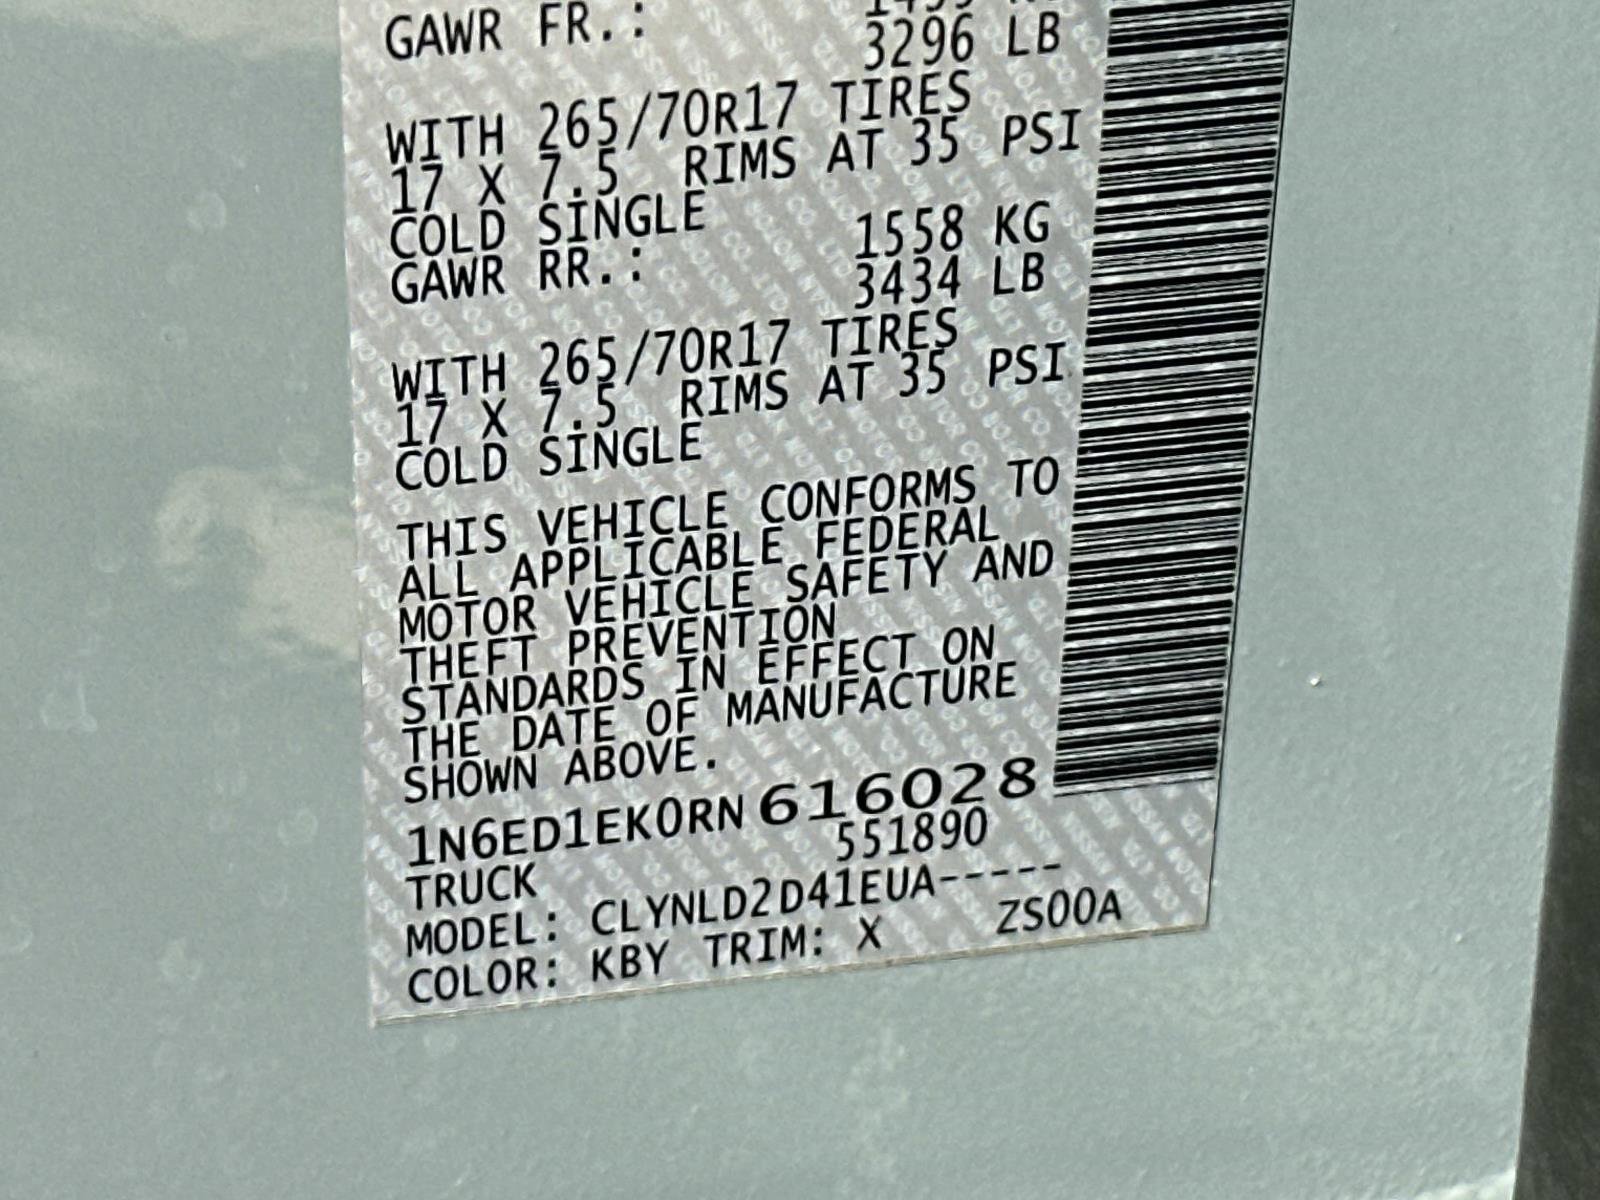 GAWR FR.:
3296 LB
WITH 265/70R17 TIRES
17 X 7.5 RIMS AT 35 PSI
COLD SINGLE
1558 KG
GAWR RR.:
3434 LB
WITH 265/70R17 TIRES
17 X 7.5 RIMS AT 35 PSI
COLD SINGLE
THIS VEHICLE CONFORMS TO
ALL APPLICABLE FEDERAL
MOTOR VEHICLE SAFETY AND
THEFT PREVENTION
STANDARDS IN EFFECT ON
THE DATE OF MANUFACTURE
SHOWN ABOVE.
1N6ED1EK0RN616028
TRUCK 551890
MODEL: CLYNLD2D41EUA-----
COLOR: KBY TRIM: X ZS00A